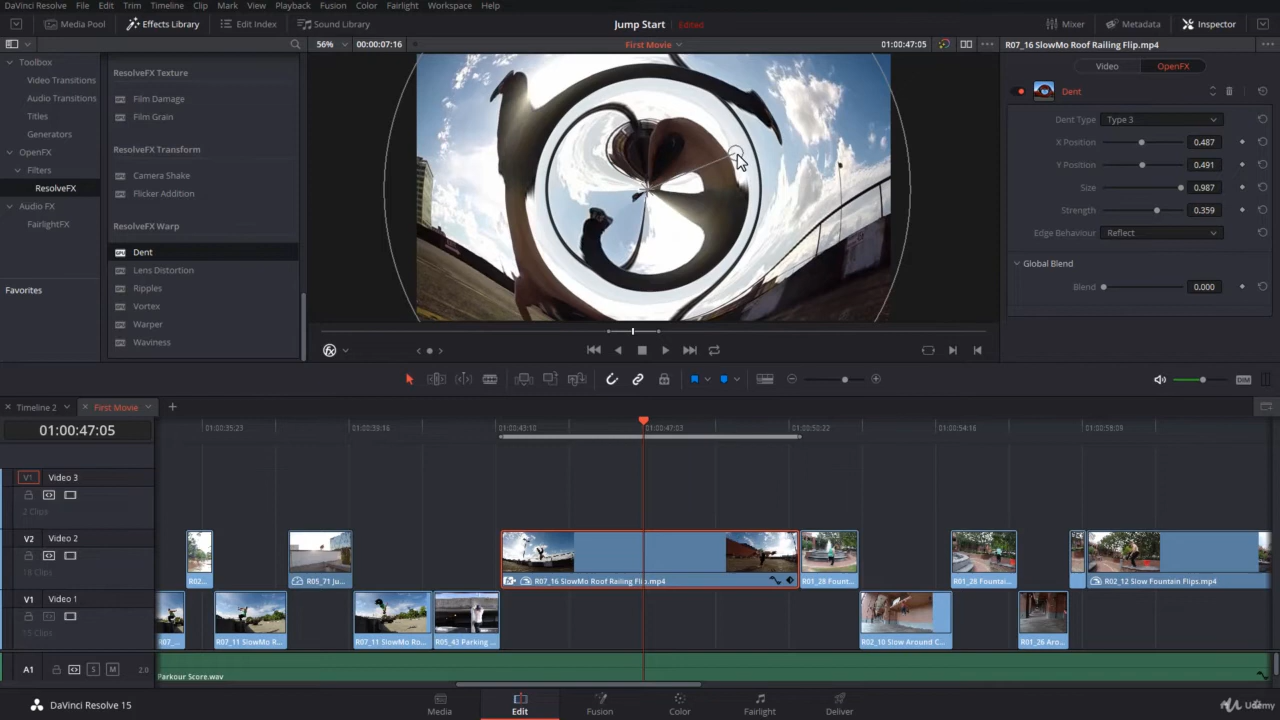 DaVinci Resolve File Edit Trim Timeline Clip Mark View Playback Fusion Color Fairlight Workspace Help
Media Pool Effects Library Edit Index Sound Library Jump Start Edited Mixer Metadata Inspector
56% 00:00:07:16 First Movie 01:00:47:05 R07_16 SlowMo Roof Railing Flip.mp4
Toolbox
Video Transitions
Audio Transitions
Titles
Generators
OpenFX
Filters
ResolveFX
Audio FX
FairlightFX
Favorites
ResolveFX Texture
Film Damage
Film Grain
ResolveFX Transform
Camera Shake
Flicker Addition
ResolveFX Warp
Dent
Lens Distortion
Ripples
Vortex
Warper
Waviness
Video OpenFX
Dent
Dent Type Type 3
X Position 0.487
Y Position 0.491
Size 0.987
Strength 0.359
Edge Behaviour Reflect
Global Blend
Blend 0.000
DIM
Timeline 2 First Movie
01:00:47:05
01:00:35:23 01:00:39:16 01:00:43:10 01:00:47:03 01:00:54:16 01:00:58:09
V1 Video 3
2 Clips
V2 Video 2
18 Clips
R02... R05_71 Ju... R07_16 SlowMo Roof Railing Flip.mp4 R01_28 Fount... R01_28 Fountai... R02_12 Slow Fountain Flips.mp4
V1 Video 1
15 Clips
R07_... R07_11 SlowMo R... R07_11 SlowMo Ro... R05_43 Parking ... R02_10 Slow Around C... R01_26 Aro...
A1 S M 2.0
Parkour Score.wav
DaVinci Resolve 15 Media Edit Fusion Color Fairlight Deliver
Udemy